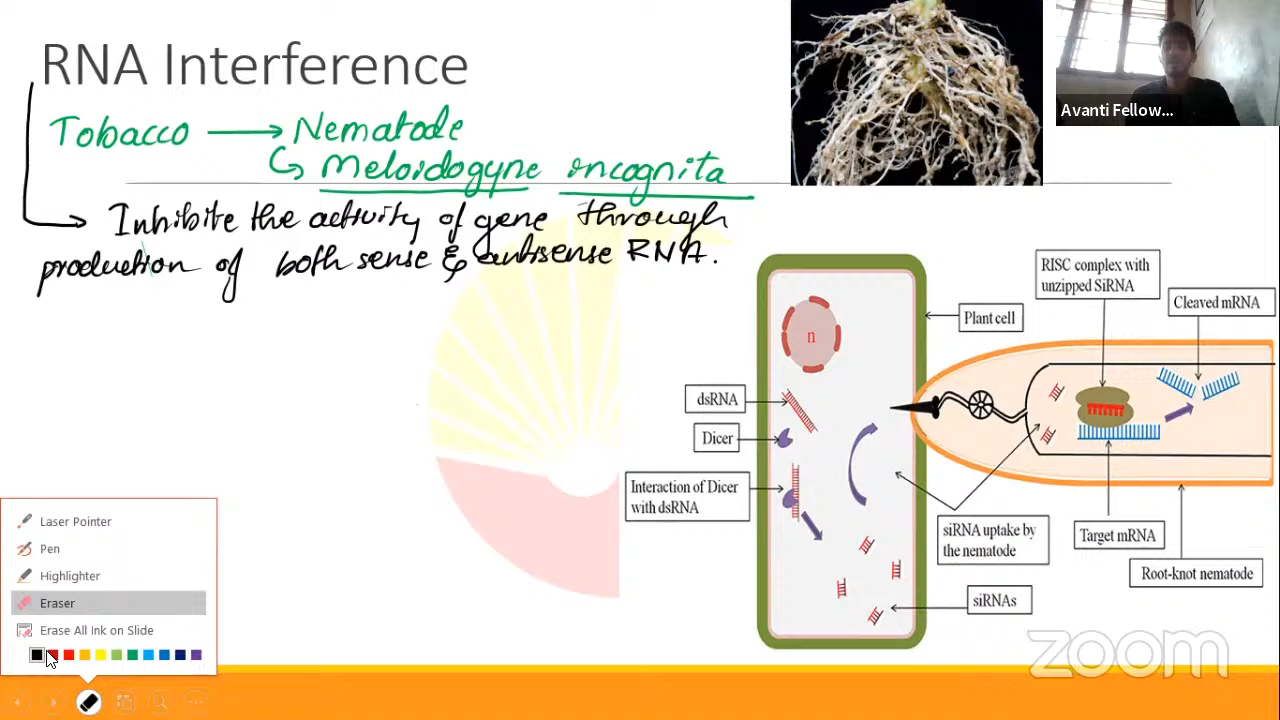 RNA Interference
Tobacco → Nematode
↳ Meloidogyne incognita
→ Inhibite the activity of gene through
production of both sense & antisense RNA.
Avanti Fellow...
RISC complex with
unzipped SiRNA
Cleaved mRNA
Plant cell
n
dsRNA
Dicer
Interaction of Dicer
with dsRNA
siRNA uptake by
the nematode
Target mRNA
Root-knot nematode
siRNAs
Laser Pointer
Pen
Highlighter
Eraser
Erase All Ink on Slide
zoom